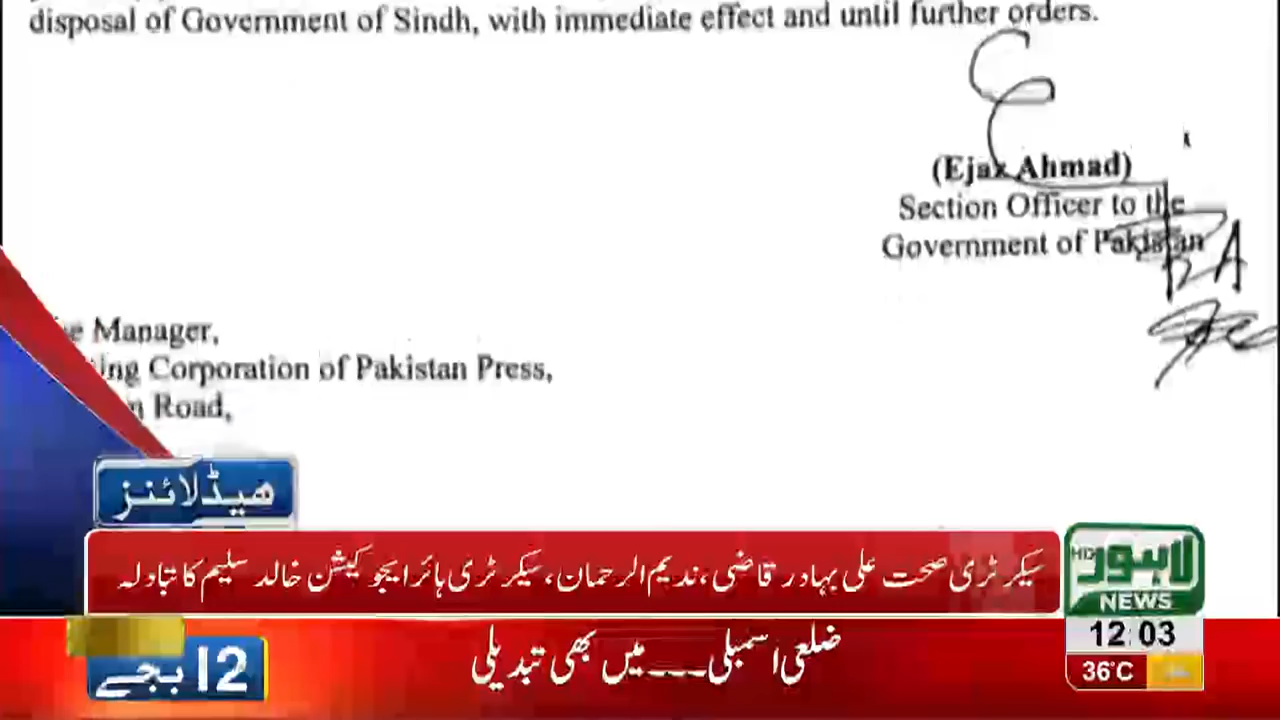 disposal of Government of Sindh, with immediate effect and until further orders.
(Ejaz Ahmad)
Section Officer to the
Government of Pakistan
Manager,
Corporation of Pakistan Press,
Road,
ہیڈلائنز
سیکرٹری صحت علی بہادر قاضی، ندیم الرحمان، سیکرٹری ہائر ایجوکیشن خالد سلیم کا تبادلہ
HD لاہور
NEWS
12:03
ضلعی اسمبلی۔۔۔ میں بھی تبدیلی
12 بجے
36°C